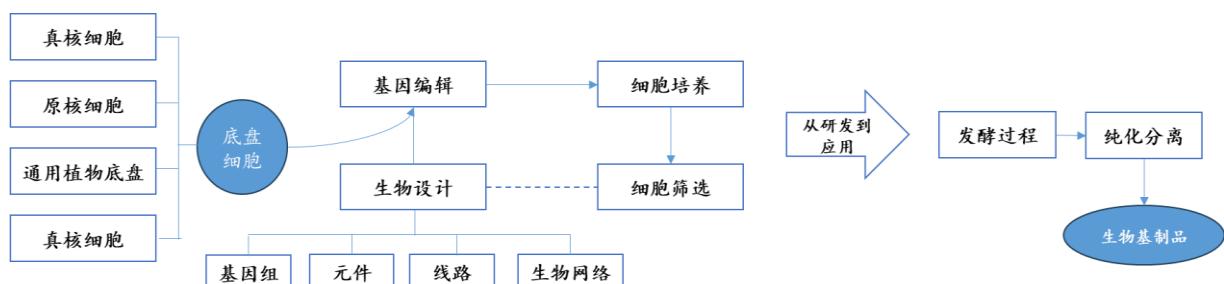 真核细胞
原核细胞
通用植物底盘
真核细胞
底盘
细胞
基因编辑
生物设计
基因组
元件
线路
生物网络
细胞培养
细胞筛选
从研发到
应用
发酵过程
纯化分离
生物基制品